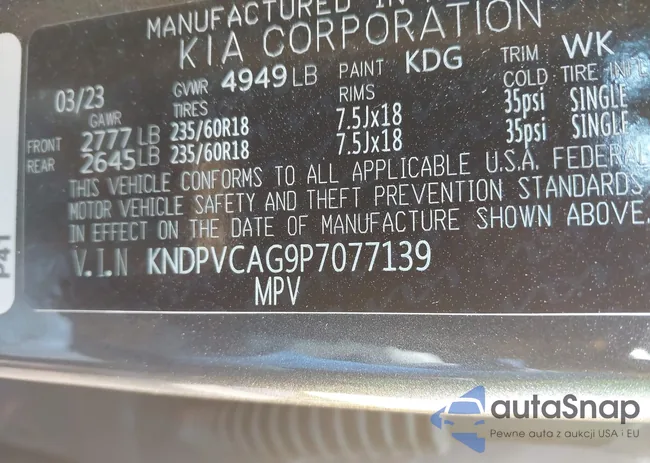 MANUFACTURED IN
KIA CORPORATION
03/23 GVWR 4949 LB PAINT KDG TRIM WK
GAWR TIRES RIMS COLD TIRE
FRONT 2777 LB 235/60R18 7.5Jx18 35psi SINGLE
REAR 2645 LB 235/60R18 7.5Jx18 35psi SINGLE
THIS VEHICLE CONFORMS TO ALL APPLICABLE U.S.A. FEDERAL
MOTOR VEHICLE SAFETY AND THEFT PREVENTION STANDARDS
IN EFFECT ON THE DATE OF MANUFACTURE SHOWN ABOVE.
V.I.N KNDPVCAG9P7077139
MPV
P41
autaSnap
Pewne auta z aukcji USA i EU